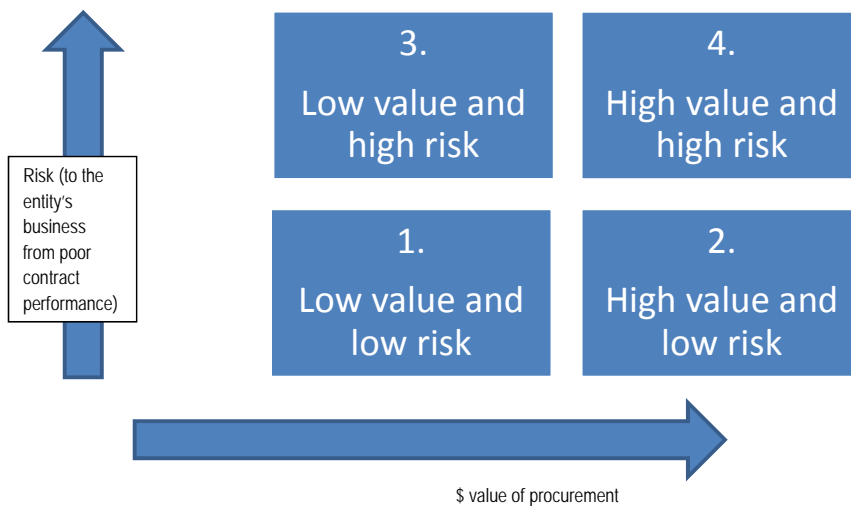 3.
Low value and
high risk
4.
High value and
high risk
Risk (to the
entity's
business
from poor
contract
performance)
1.
Low value and
low risk
2.
High value and
low risk
$ value of procurement